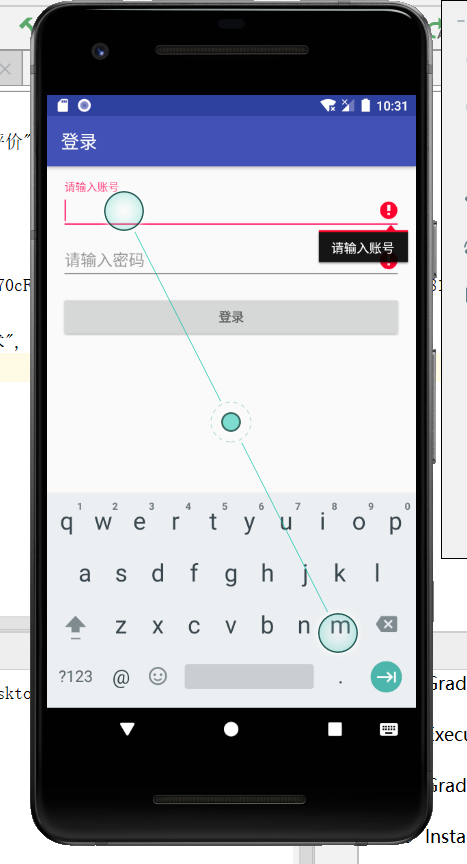 10:31
登录
评价"
请输入账号
请输入账号
请输入密码
登录
术",
1 2 3 4 5 6 7 8 9 0
q w e r t y u i o p
a s d f g h j k l
z x c v b n m
?123 @ .
skto
Grad
Execu
Grad
Insta